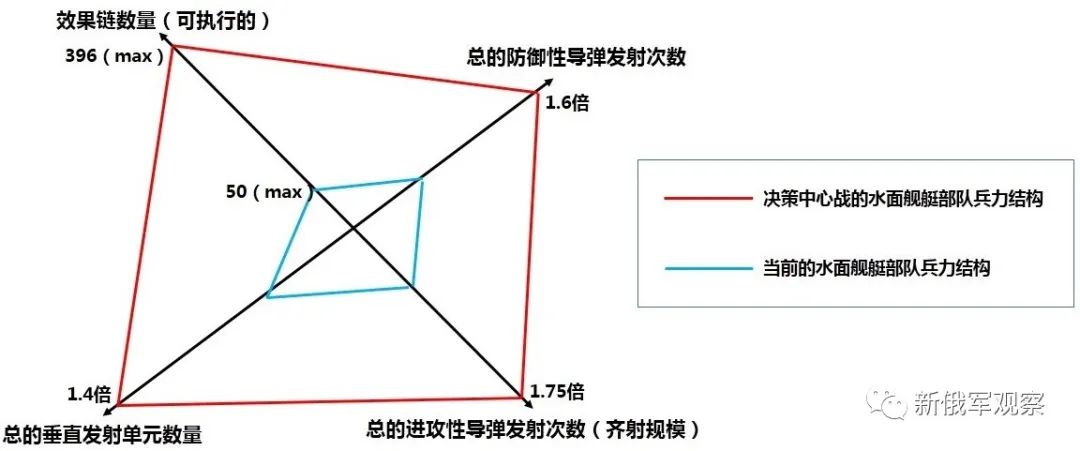 效果链数量（可执行的）
396（max）
总的防御性导弹发射次数
1.6倍
50（max）
决策中心战的水面舰艇部队兵力结构
当前的水面舰艇部队兵力结构
1.4倍
1.75倍
总的垂直发射单元数量
总的进攻性导弹发射次数（齐射规模）
新俄军观察